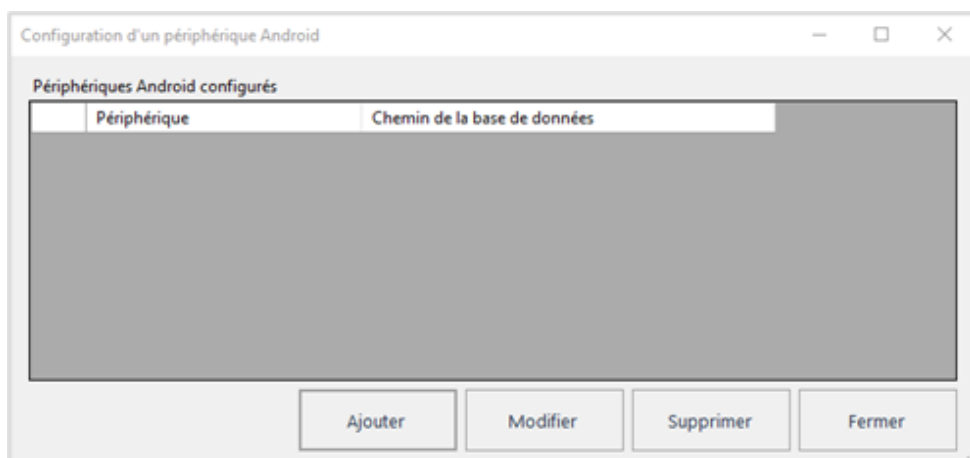 Configuration d'un périphérique Android
Périphériques Android configurés
Périphérique Chemin de la base de données
Ajouter Modifier Supprimer Fermer